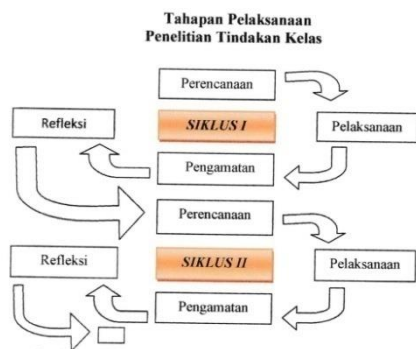 Tahapan Pelaksanaan
Penelitian Tindakan Kelas
Perencanaan
Refleksi
SIKLUS I
Pelaksanaan
Pengamatan
Perencanaan
Refleksi
SIKLUS II
Pelaksanaan
Pengamatan